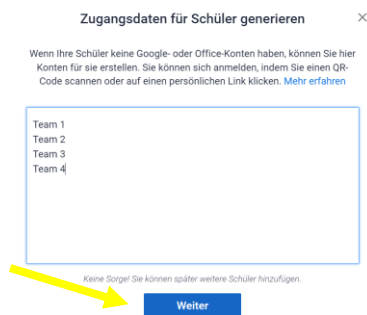 Zugangsdaten für Schüler generieren
Wenn Ihre Schüler keine Google- oder Office-Konten haben, können Sie hier
Konten für sie erstellen. Sie können sich anmelden, indem Sie einen QR-
Code scannen oder auf einen persönlichen Link klicken. Mehr erfahren
Team 1
Team 2
Team 3
Team 4
Keine Sorge! Sie können später weitere Schüler hinzufügen.
Weiter